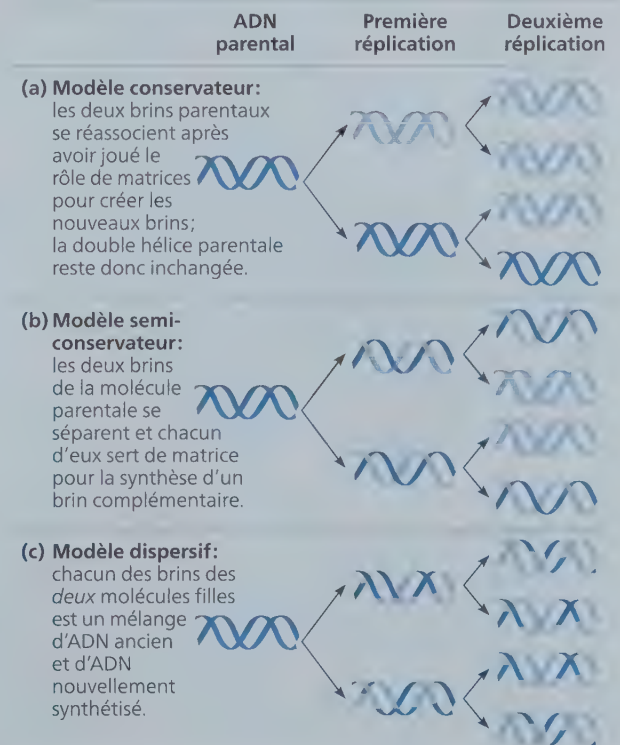 ADN parental
Première réplication
Deuxième réplication
(a) Modèle conservateur:
les deux brins parentaux
se réassocient après
avoir joué le
rôle de matrices
pour créer les
nouveaux brins;
la double hélice parentale
reste donc inchangée.
(b) Modèle semi-
conservateur:
les deux brins
de la molécule
parentale se
séparent et chacun
d'eux sert de matrice
pour la synthèse d'un
brin complémentaire.
(c) Modèle dispersif:
chacun des brins des
deux molécules filles
est un mélange
d'ADN ancien
et d'ADN
nouvellement
synthétisé.